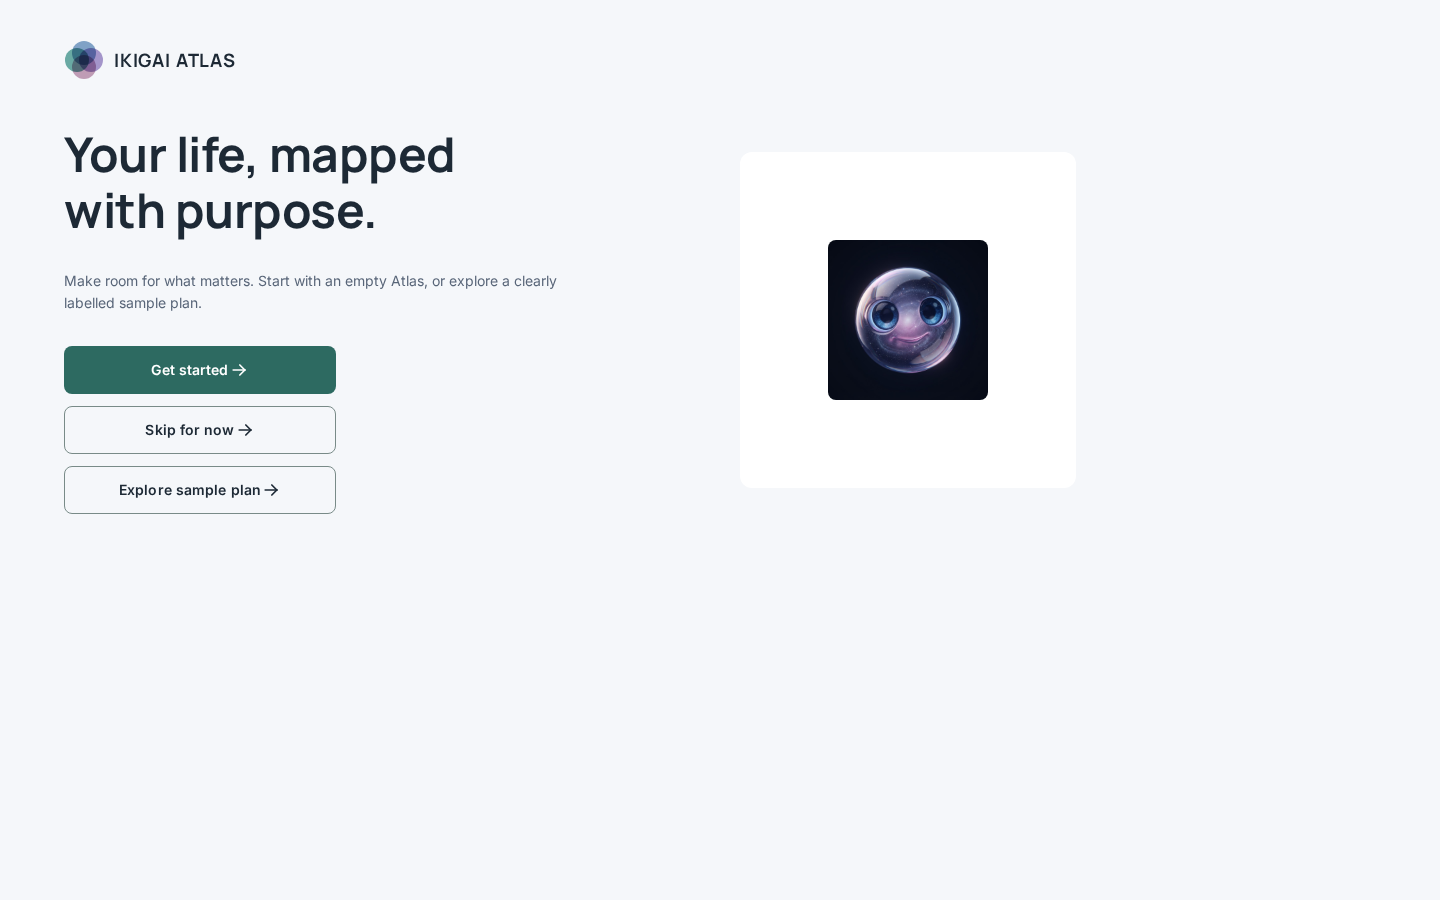 IKIGAI ATLAS
Your life, mapped
with purpose.
Make room for what matters. Start with an empty Atlas, or explore a clearly
labelled sample plan.
Get started →
Skip for now →
Explore sample plan →